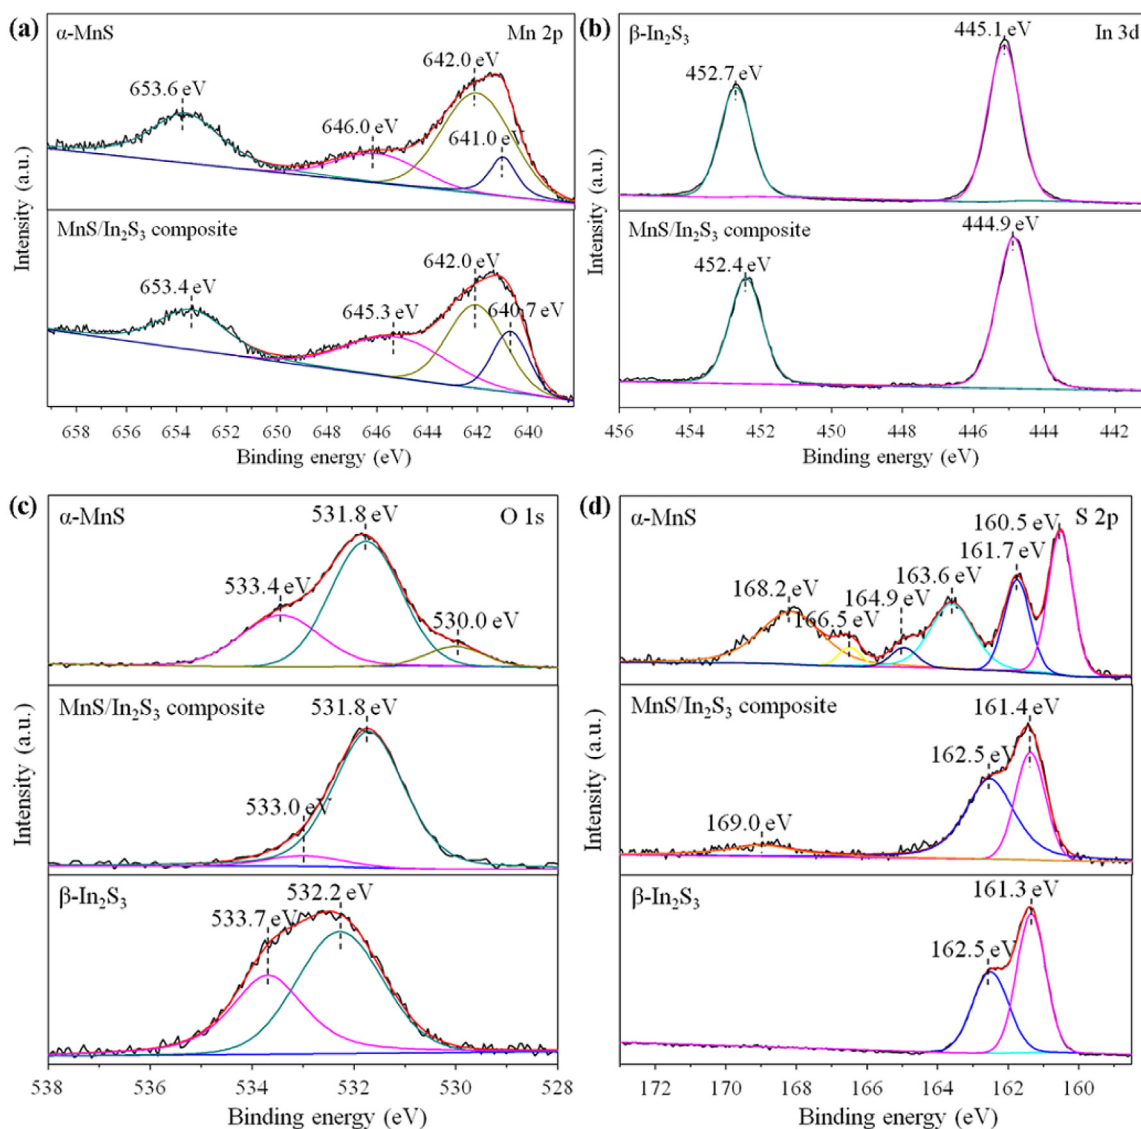 (a)
α-MnS
Mn 2p
653.6 eV
646.0 eV
642.0 eV
641.0 eV
MnS/In₂S₃ composite
653.4 eV
645.3 eV
642.0 eV
640.7 eV
Intensity (a.u.)
658 656 654 652 650 648 646 644 642 640
Binding energy (eV)
(b)
β-In₂S₃
In 3d
452.7 eV
445.1 eV
MnS/In₂S₃ composite
452.4 eV
444.9 eV
Intensity (a.u.)
456 454 452 450 448 446 444 442
Binding energy (eV)
(c)
α-MnS
O 1s
533.4 eV
531.8 eV
530.0 eV
MnS/In₂S₃ composite
533.0 eV
531.8 eV
β-In₂S₃
533.7 eV
532.2 eV
Intensity (a.u.)
538 536 534 532 530 528
Binding energy (eV)
(d)
α-MnS
S 2p
168.2 eV
166.5 eV
164.9 eV
163.6 eV
161.7 eV
160.5 eV
MnS/In₂S₃ composite
169.0 eV
162.5 eV
161.4 eV
β-In₂S₃
162.5 eV
161.3 eV
Intensity (a.u.)
172 170 168 166 164 162 160
Binding energy (eV)